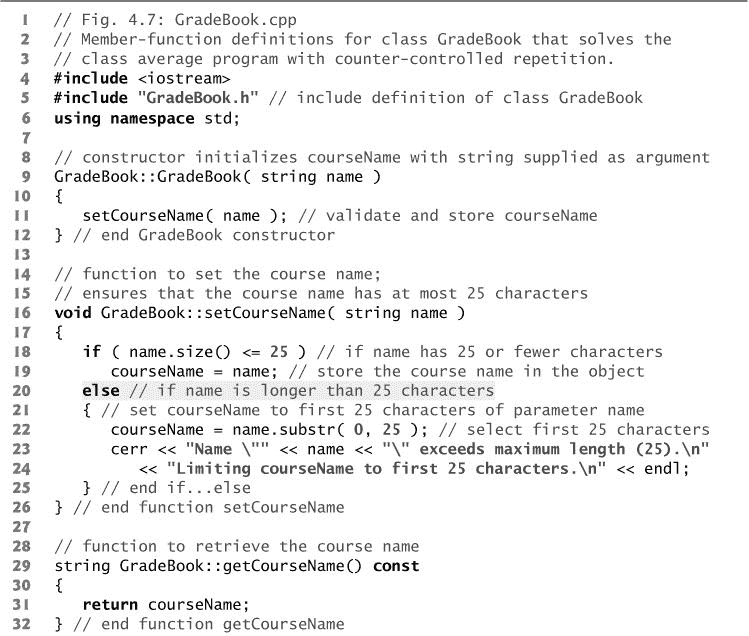 1 // Fig. 4.7: GradeBook.cpp
2 // Member-function definitions for class GradeBook that solves the
3 // class average program with counter-controlled repetition.
4 #include <iostream>
5 #include "GradeBook.h" // include definition of class GradeBook
6 using namespace std;
7
8 // constructor initializes courseName with string supplied as argument
9 GradeBook::GradeBook( string name )
10 {
11 setCourseName( name ); // validate and store courseName
12 } // end GradeBook constructor
13
14 // function to set the course name;
15 // ensures that the course name has at most 25 characters
16 void GradeBook::setCourseName( string name )
17 {
18 if ( name.size() <= 25 ) // if name has 25 or fewer characters
19 courseName = name; // store the course name in the object
20 else // if name is longer than 25 characters
21 { // set courseName to first 25 characters of parameter name
22 courseName = name.substr( 0, 25 ); // select first 25 characters
23 cerr << "Name \"" << name << "\" exceeds maximum length (25).\n"
24 << "Limiting courseName to first 25 characters.\n" << endl;
25 } // end if...else
26 } // end function setCourseName
27
28 // function to retrieve the course name
29 string GradeBook::getCourseName() const
30 {
31 return courseName;
32 } // end function getCourseName